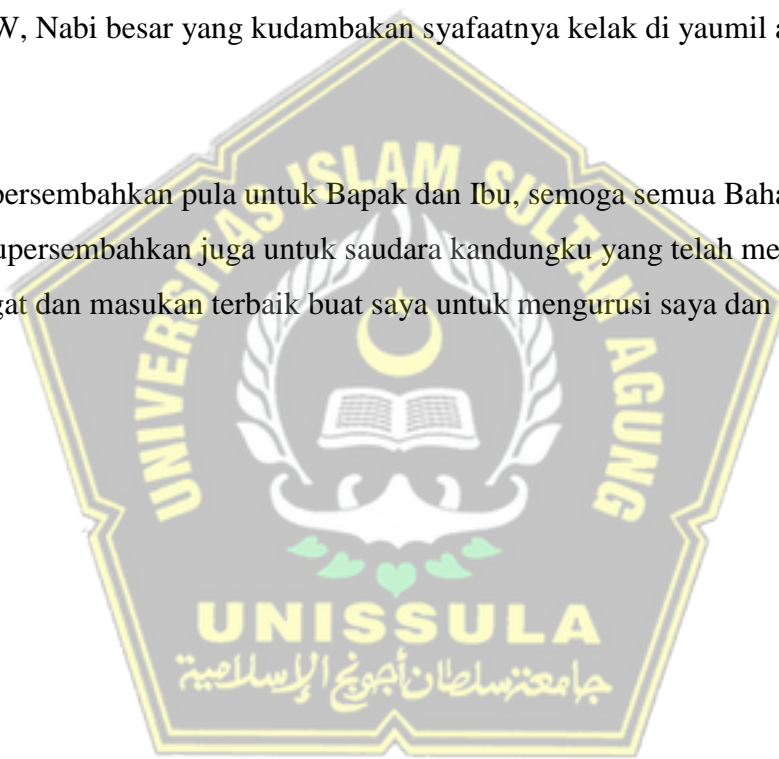 W, Nabi besar yang kudambakan syafaatnya kelak di yaumil a
persembahkan pula untuk Bapak dan Ibu, semoga semua Baha
upersembahkan juga untuk saudara kandungku yang telah me
gat dan masukan terbaik buat saya untuk mengurusi saya dan
UNIVERSITAS ISLAM SULTAN AGUNG
UNISSULA
جامعتنسلطان أجونج الإسلامية